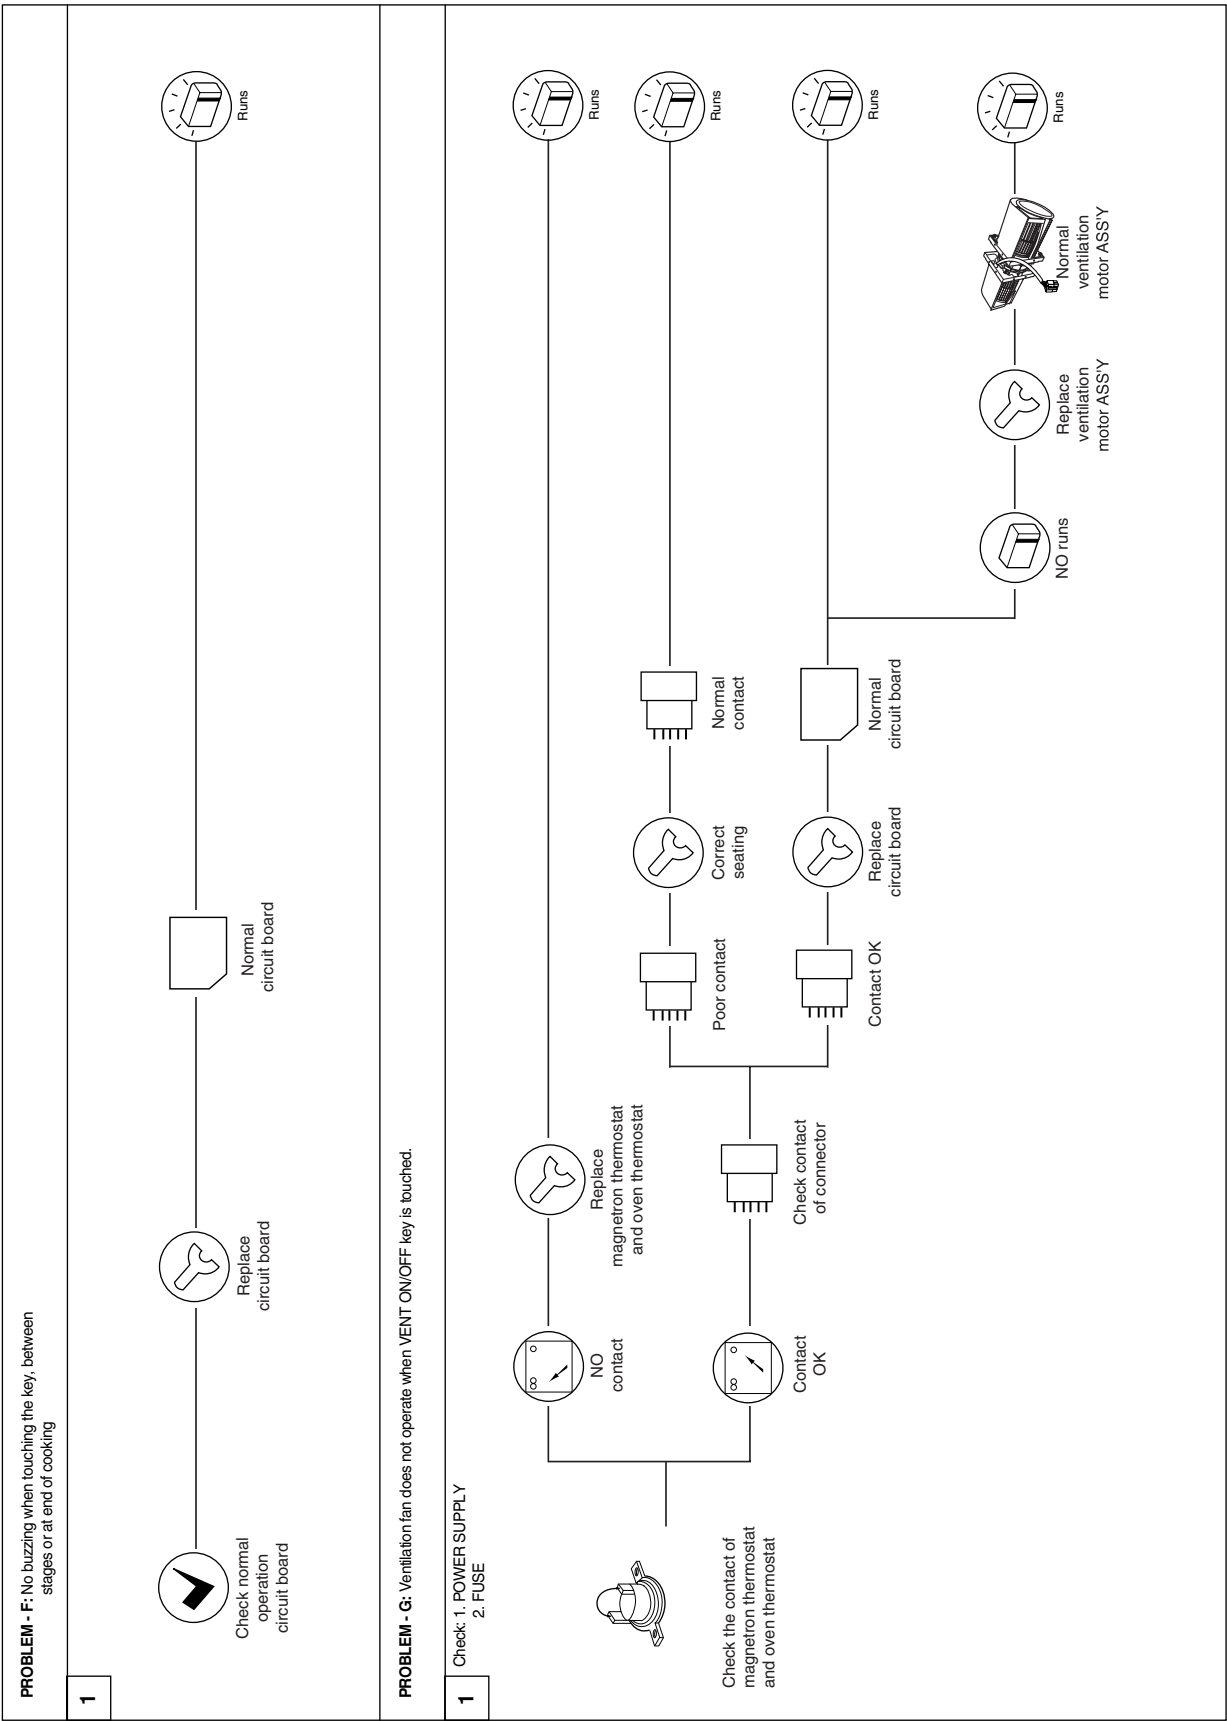 PROBLEM - F: No buzzing when touching the key, between
stages or at end of cooking
1
Check normal
operation
circuit board
Replace
circuit board
Normal
circuit board
Runs
PROBLEM - G: Ventilation fan does not operate when VENT ON/OFF key is touched.
1
Check: 1. POWER SUPPLY
2. FUSE
Check the contact of
magnetron thermostat
and oven thermostat
NO
contact
Replace
magnetron thermostat
and oven thermostat
Runs
Contact
OK
Check contact
of connector
Poor contact
Correct
seating
Normal
contact
Runs
Contact OK
Replace
circuit board
Normal
circuit board
Runs
NO runs
Replace
ventilation
motor ASS'Y
Normal
ventilation
motor ASS'Y
Runs